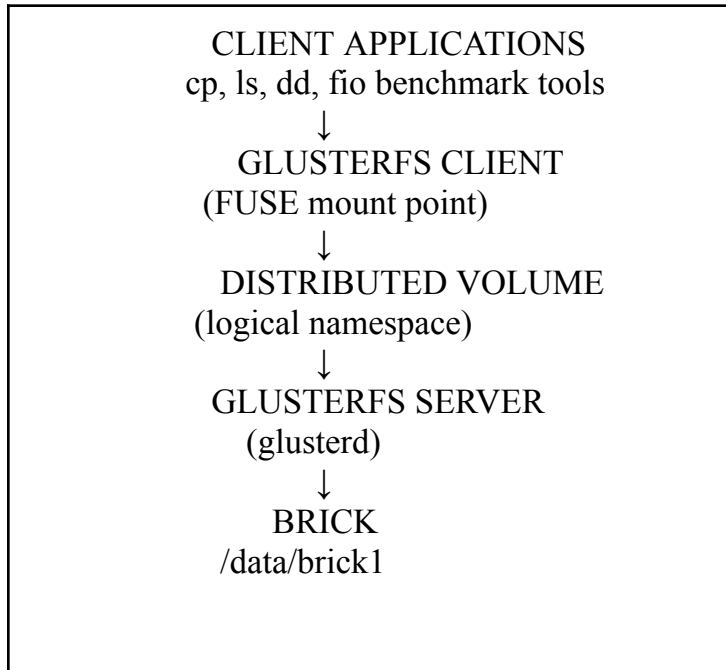 CLIENT APPLICATIONS
cp, ls, dd, fio benchmark tools
↓
GLUSTERFS CLIENT
(FUSE mount point)
↓
DISTRIBUTED VOLUME
(logical namespace)
↓
GLUSTERFS SERVER
(glusterd)
↓
BRICK
/data/brick1